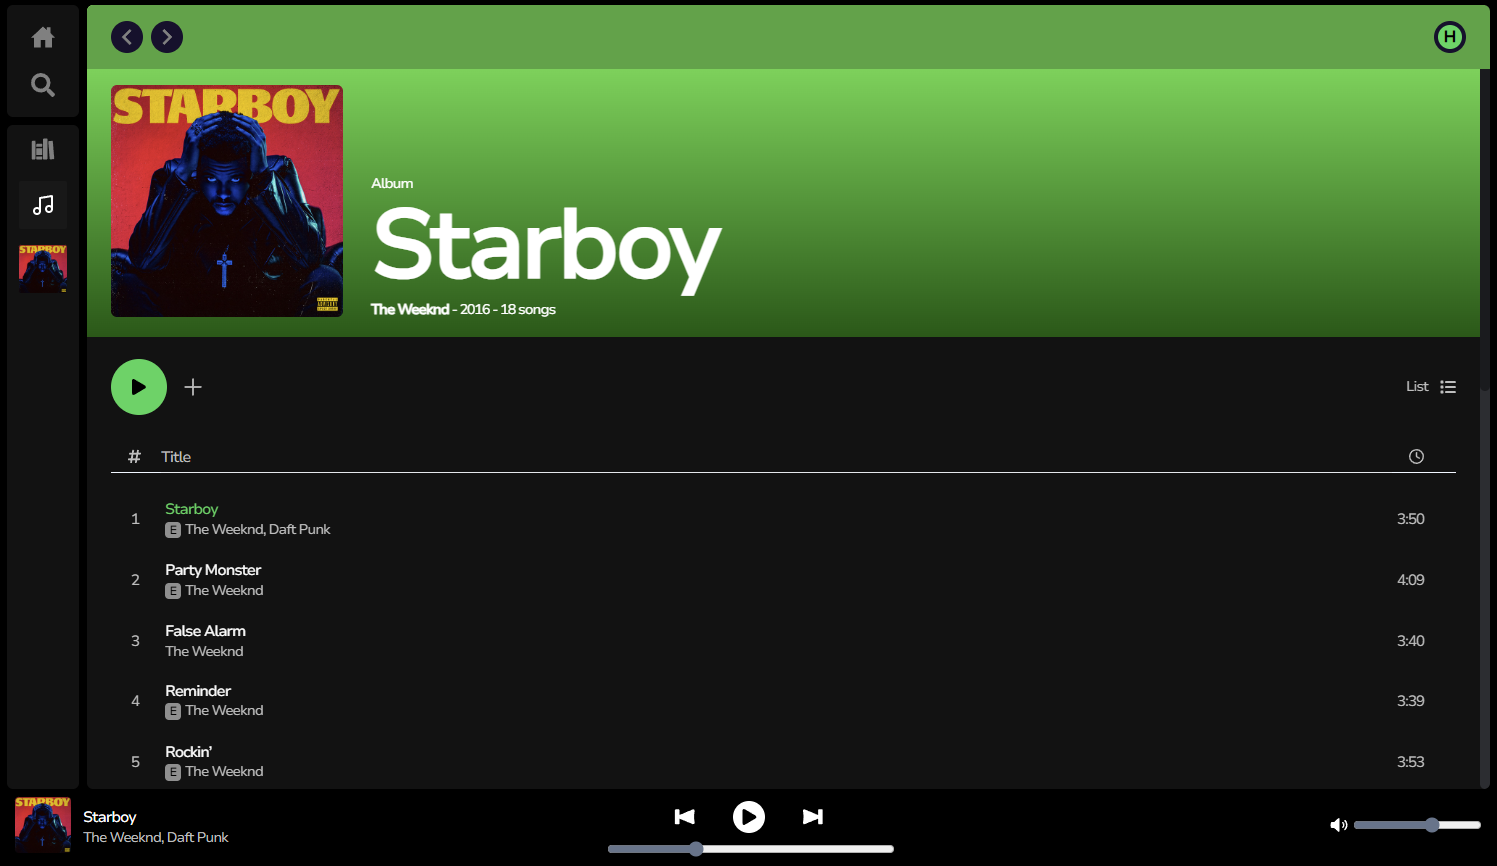 H
STARBOY
Album
Starboy
The Weeknd - 2016 - 18 songs
STARBOY
List
# Title
1 Starboy 3:50
E The Weeknd, Daft Punk
2 Party Monster 4:09
E The Weeknd
3 False Alarm 3:40
The Weeknd
4 Reminder 3:39
E The Weeknd
5 Rockin’ 3:53
E The Weeknd
STARBOY
Starboy
The Weeknd, Daft Punk